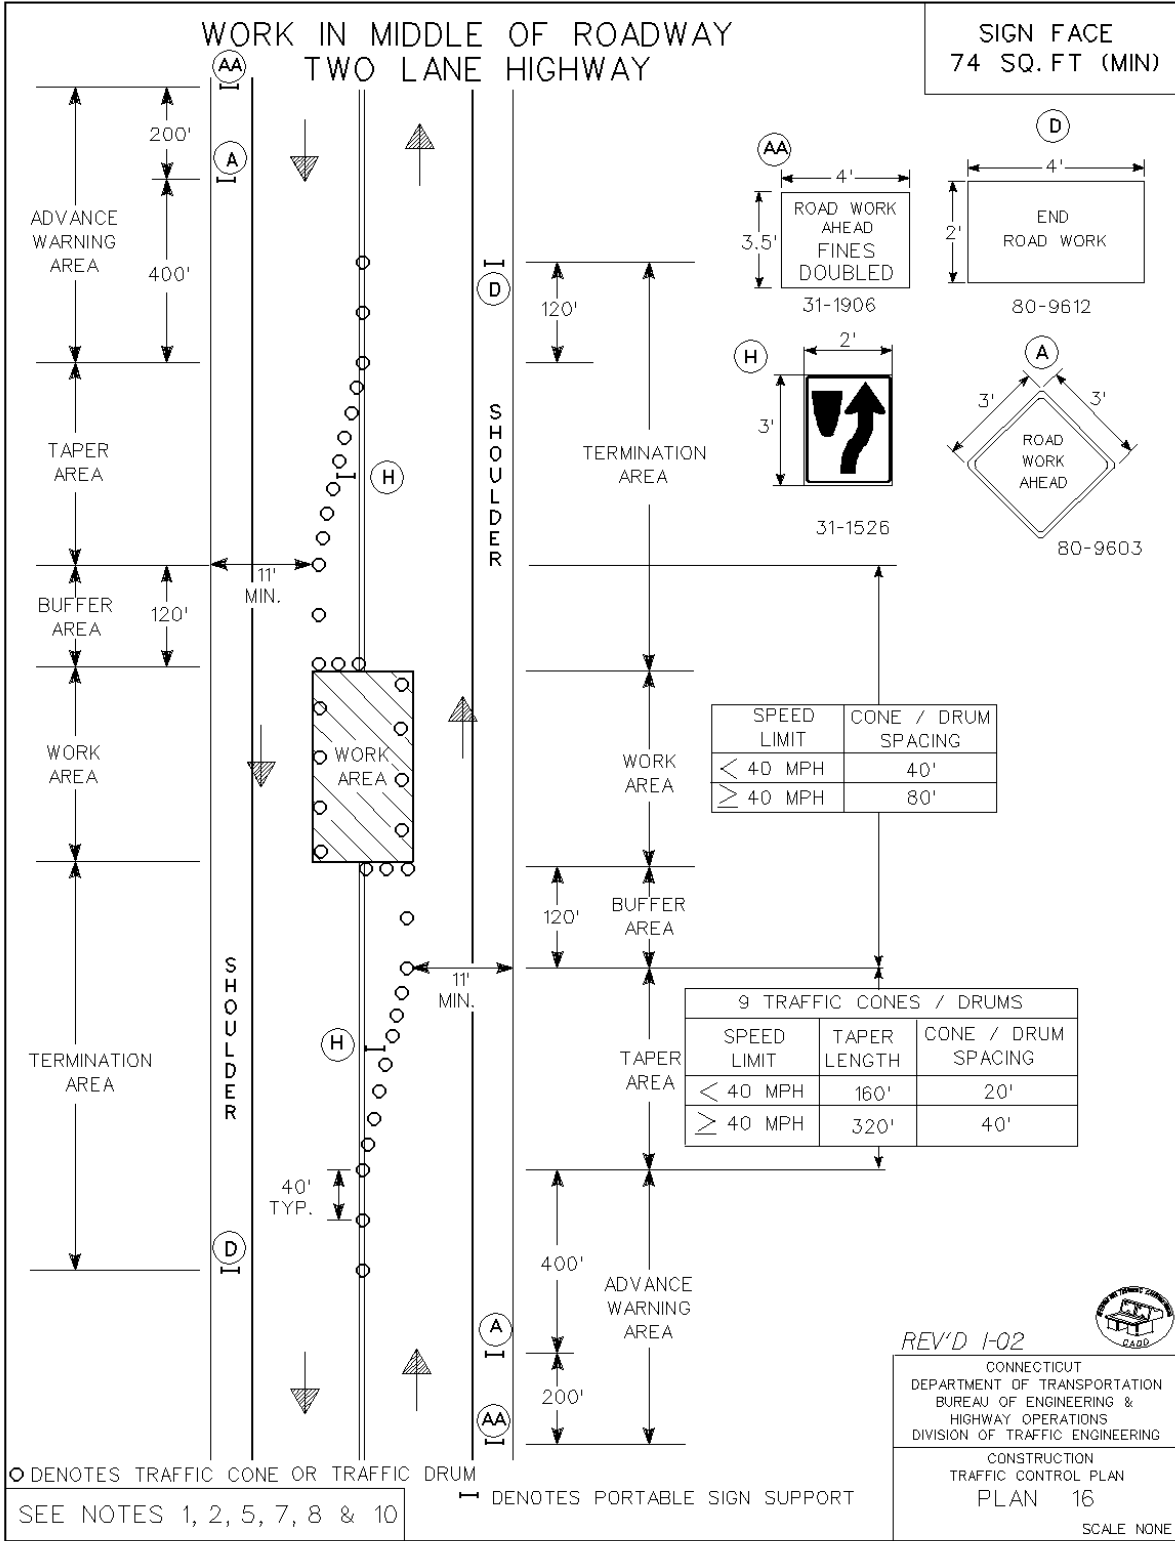 WORK IN MIDDLE OF ROADWAY
TWO LANE HIGHWAY
SIGN FACE
74 SQ.FT (MIN)
AA
200'
A
ADVANCE
WARNING
AREA
400'
D
120'
TAPER
AREA
H
SHOULDER
TERMINATION
AREA
11'
MIN.
BUFFER
AREA
120'
WORK
AREA
WORK
AREA
WORK
AREA
120'
BUFFER
AREA
11'
MIN.
SHOULDER
H
TERMINATION
AREA
TAPER
AREA
40'
TYP.
D
400'
ADVANCE
WARNING
AREA
A
200'
AA
AA
4'
3.5'
ROAD WORK
AHEAD
FINES
DOUBLED
31-1906
D
4'
2'
END
ROAD WORK
80-9612
H
2'
3'
31-1526
A
3'
3'
ROAD
WORK
AHEAD
80-9603
SPEED LIMIT CONE / DRUM SPACING
< 40 MPH 40'
≥ 40 MPH 80'
9 TRAFFIC CONES / DRUMS
SPEED LIMIT TAPER LENGTH CONE / DRUM SPACING
< 40 MPH 160' 20'
≥ 40 MPH 320' 40'
REV'D 1-02
CADD
CONNECTICUT
DEPARTMENT OF TRANSPORTATION
BUREAU OF ENGINEERING &
HIGHWAY OPERATIONS
DIVISION OF TRAFFIC ENGINEERING
CONSTRUCTION
TRAFFIC CONTROL PLAN
PLAN 16
SCALE NONE
O DENOTES TRAFFIC CONE OR TRAFFIC DRUM
DENOTES PORTABLE SIGN SUPPORT
SEE NOTES 1, 2, 5, 7, 8 & 10